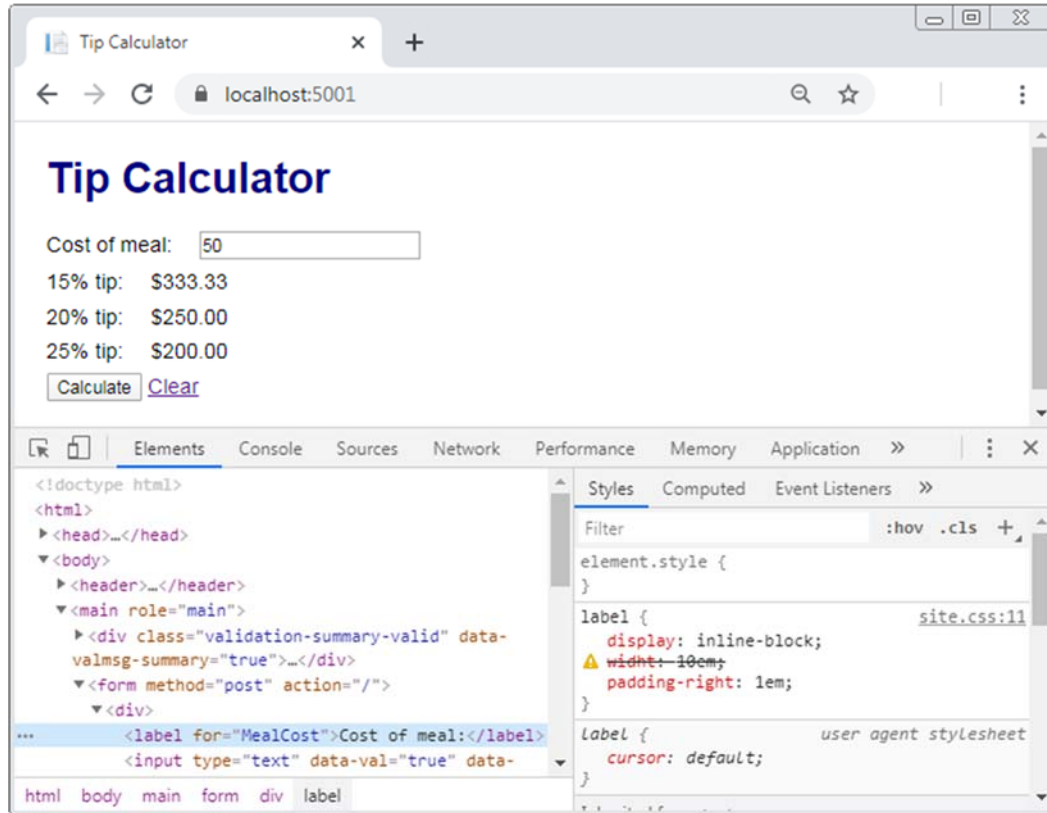 Tip Calculator
localhost:5001
Tip Calculator
Cost of meal: 50
15% tip: $333.33
20% tip: $250.00
25% tip: $200.00
Calculate Clear
Elements Console Sources Network Performance Memory Application »
<!doctype html>
<html>
▶<head>…</head>
▼<body>
▶<header>…</header>
▼<main role="main">
▶<div class="validation-summary-valid" data-
valmsg-summary="true">…</div>
▼<form method="post" action="/">
▼<div>
<label for="MealCost">Cost of meal:</label>
<input type="text" data-val="true" data-
html body main form div label
Styles Computed Event Listeners »
Filter :hov .cls +
element.style {
}
label { site.css:11
display: inline-block;
widht: 10em;
padding-right: 1em;
}
label { user agent stylesheet
cursor: default;
}